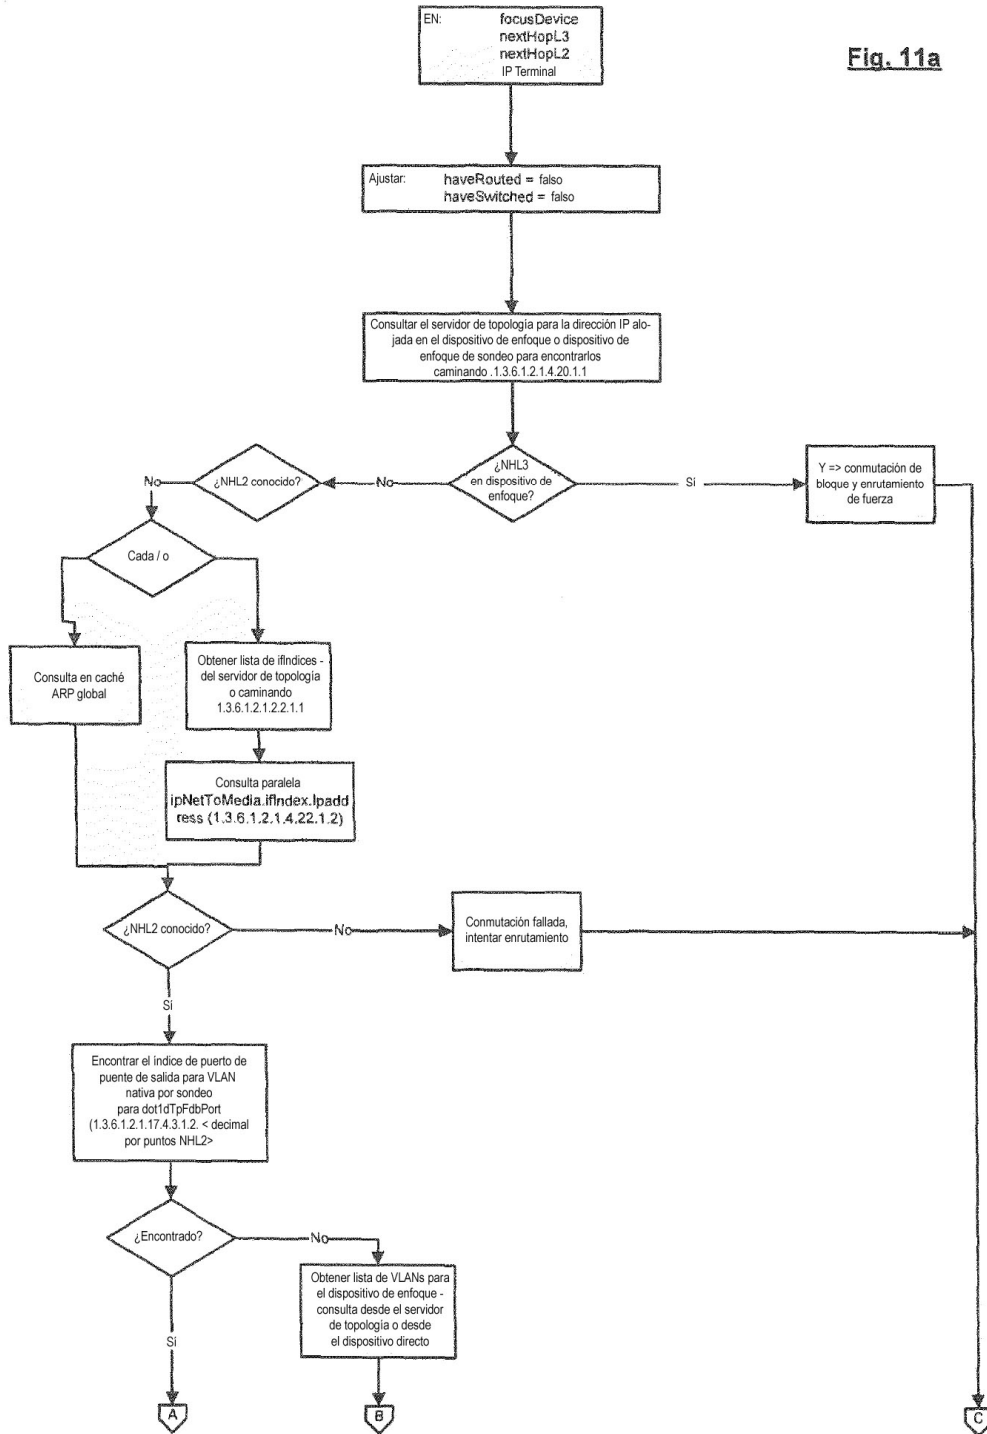 EN: focusDevice
nextHopL3
nextHopL2
IP Terminal
Fig. 11a
Ajustar: haveRouted = falso
haveSwitched = falso
Consultar el servidor de topología para la dirección IP alo-
jada en el dispositivo de enfoque o dispositivo de
enfoque de sondeo para encontrarlos
caminando .1.3.6.1.2.1.4.20.1.1
¿NHL3
en dispositivo de
enfoque?
No
Si
¿NHL2 conocido?
No
Y => conmutación de
bloque y enrutamiento
de fuerza
Cada / o
Consulta en caché
ARP global
Obtener lista de ifIndices -
del servidor de topología
o caminando
1.3.6.1.2.1.2.2.1.1
Consulta paralela
ipNetToMedia.ifIndex.Ipadd
ress (1.3.6.1.2.1.4.22.1.2)
¿NHL2 conocido?
No
Conmutación fallada,
intentar enrutamiento
Si
Encontrar el índice de puerto de
puente de salida para VLAN
nativa por sondeo
para dot1dTpFdbPort
(1.3.6.1.2.1.17.4.3.1.2. < decimal
por puntos NHL2>
¿Encontrado?
No
Obtener lista de VLANs para
el dispositivo de enfoque -
consulta desde el servidor
de topología o desde
el dispositivo directo
Si
A
B
C